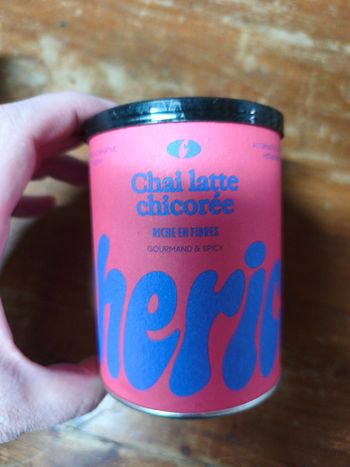 Chai latte
chicorée
RICHE EN FIBRES
GOURMAND & SPICY
heric